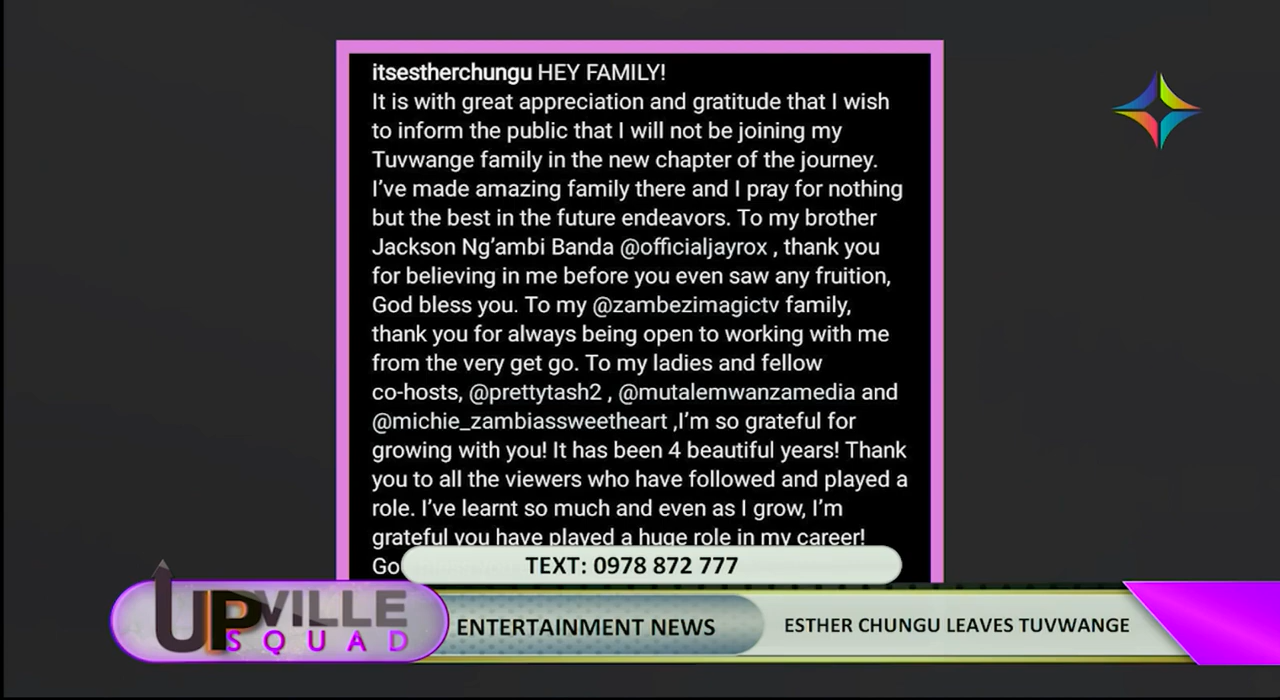 itsestherchungu HEY FAMILY!
It is with great appreciation and gratitude that I wish
to inform the public that I will not be joining my
Tuvwange family in the new chapter of the journey.
I've made amazing family there and I pray for nothing
but the best in the future endeavors. To my brother
Jackson Ng'ambi Banda @officialjayrox , thank you
for believing in me before you even saw any fruition,
God bless you. To my @zambezimagictv family,
thank you for always being open to working with me
from the very get go. To my ladies and fellow
co-hosts, @prettytash2 , @mutalemwanzamedia and
@michie_zambiassweetheart ,I'm so grateful for
growing with you! It has been 4 beautiful years! Thank
you to all the viewers who have followed and played a
role. I've learnt so much and even as I grow, I'm
grateful you have played a huge role in my career!
TEXT: 0978 872 777
UPVILLE
SQUAD
ENTERTAINMENT NEWS
ESTHER CHUNGU LEAVES TUVWANGE